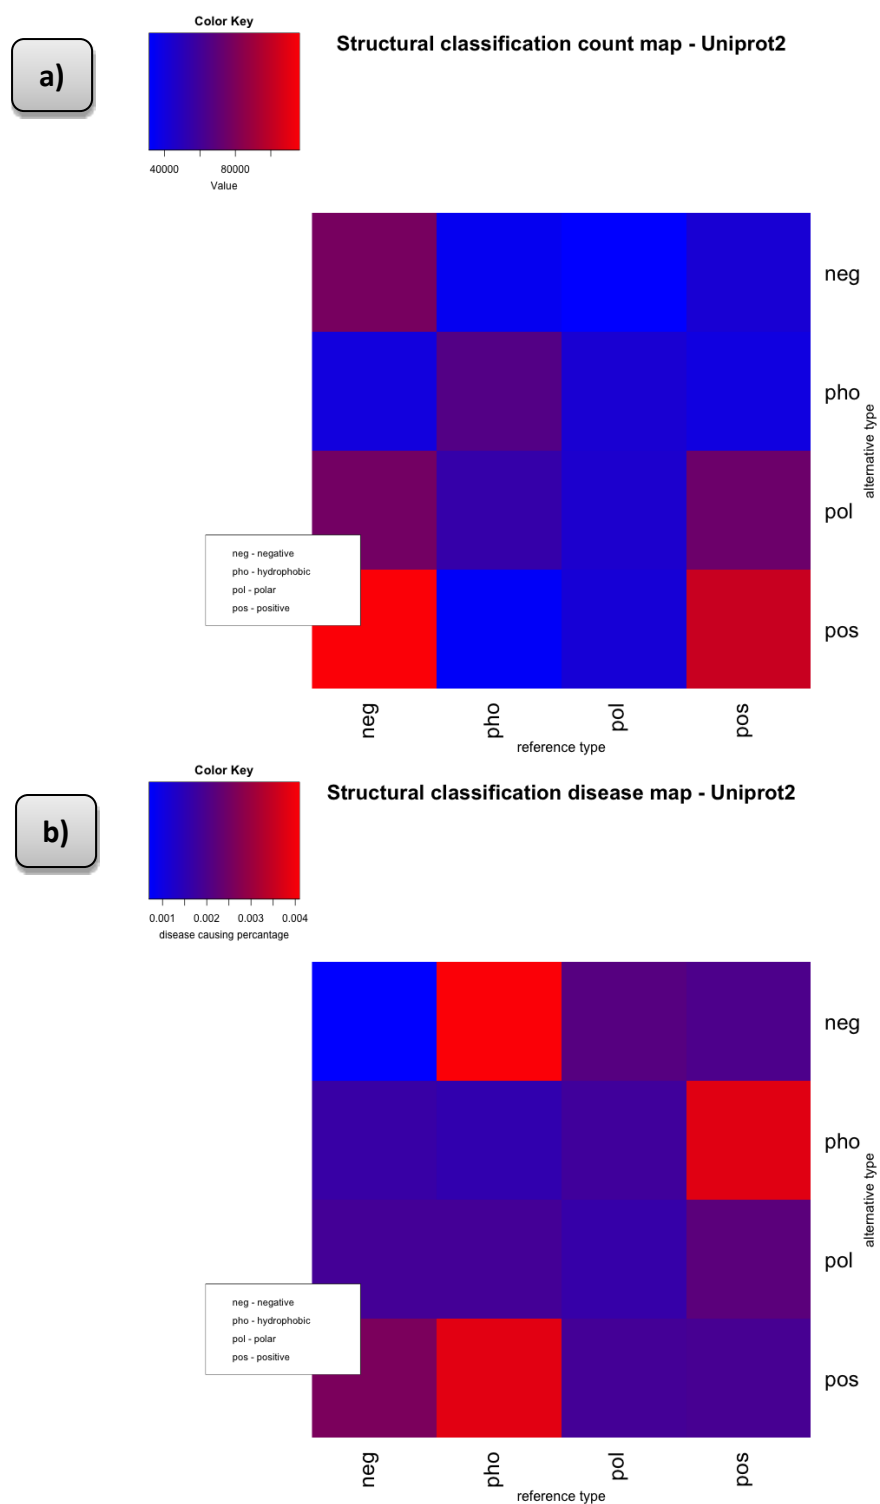 a)
Color Key
40000 80000
Value
Structural classification count map - Uniprot2
neg
pho
pol
pos
alternative type
neg - negative
pho - hydrophobic
pol - polar
pos - positive
neg pho pol pos
reference type
b)
Color Key
0.001 0.002 0.003 0.004
disease causing percantage
Structural classification disease map - Uniprot2
neg
pho
pol
pos
alternative type
neg - negative
pho - hydrophobic
pol - polar
pos - positive
neg pho pol pos
reference type